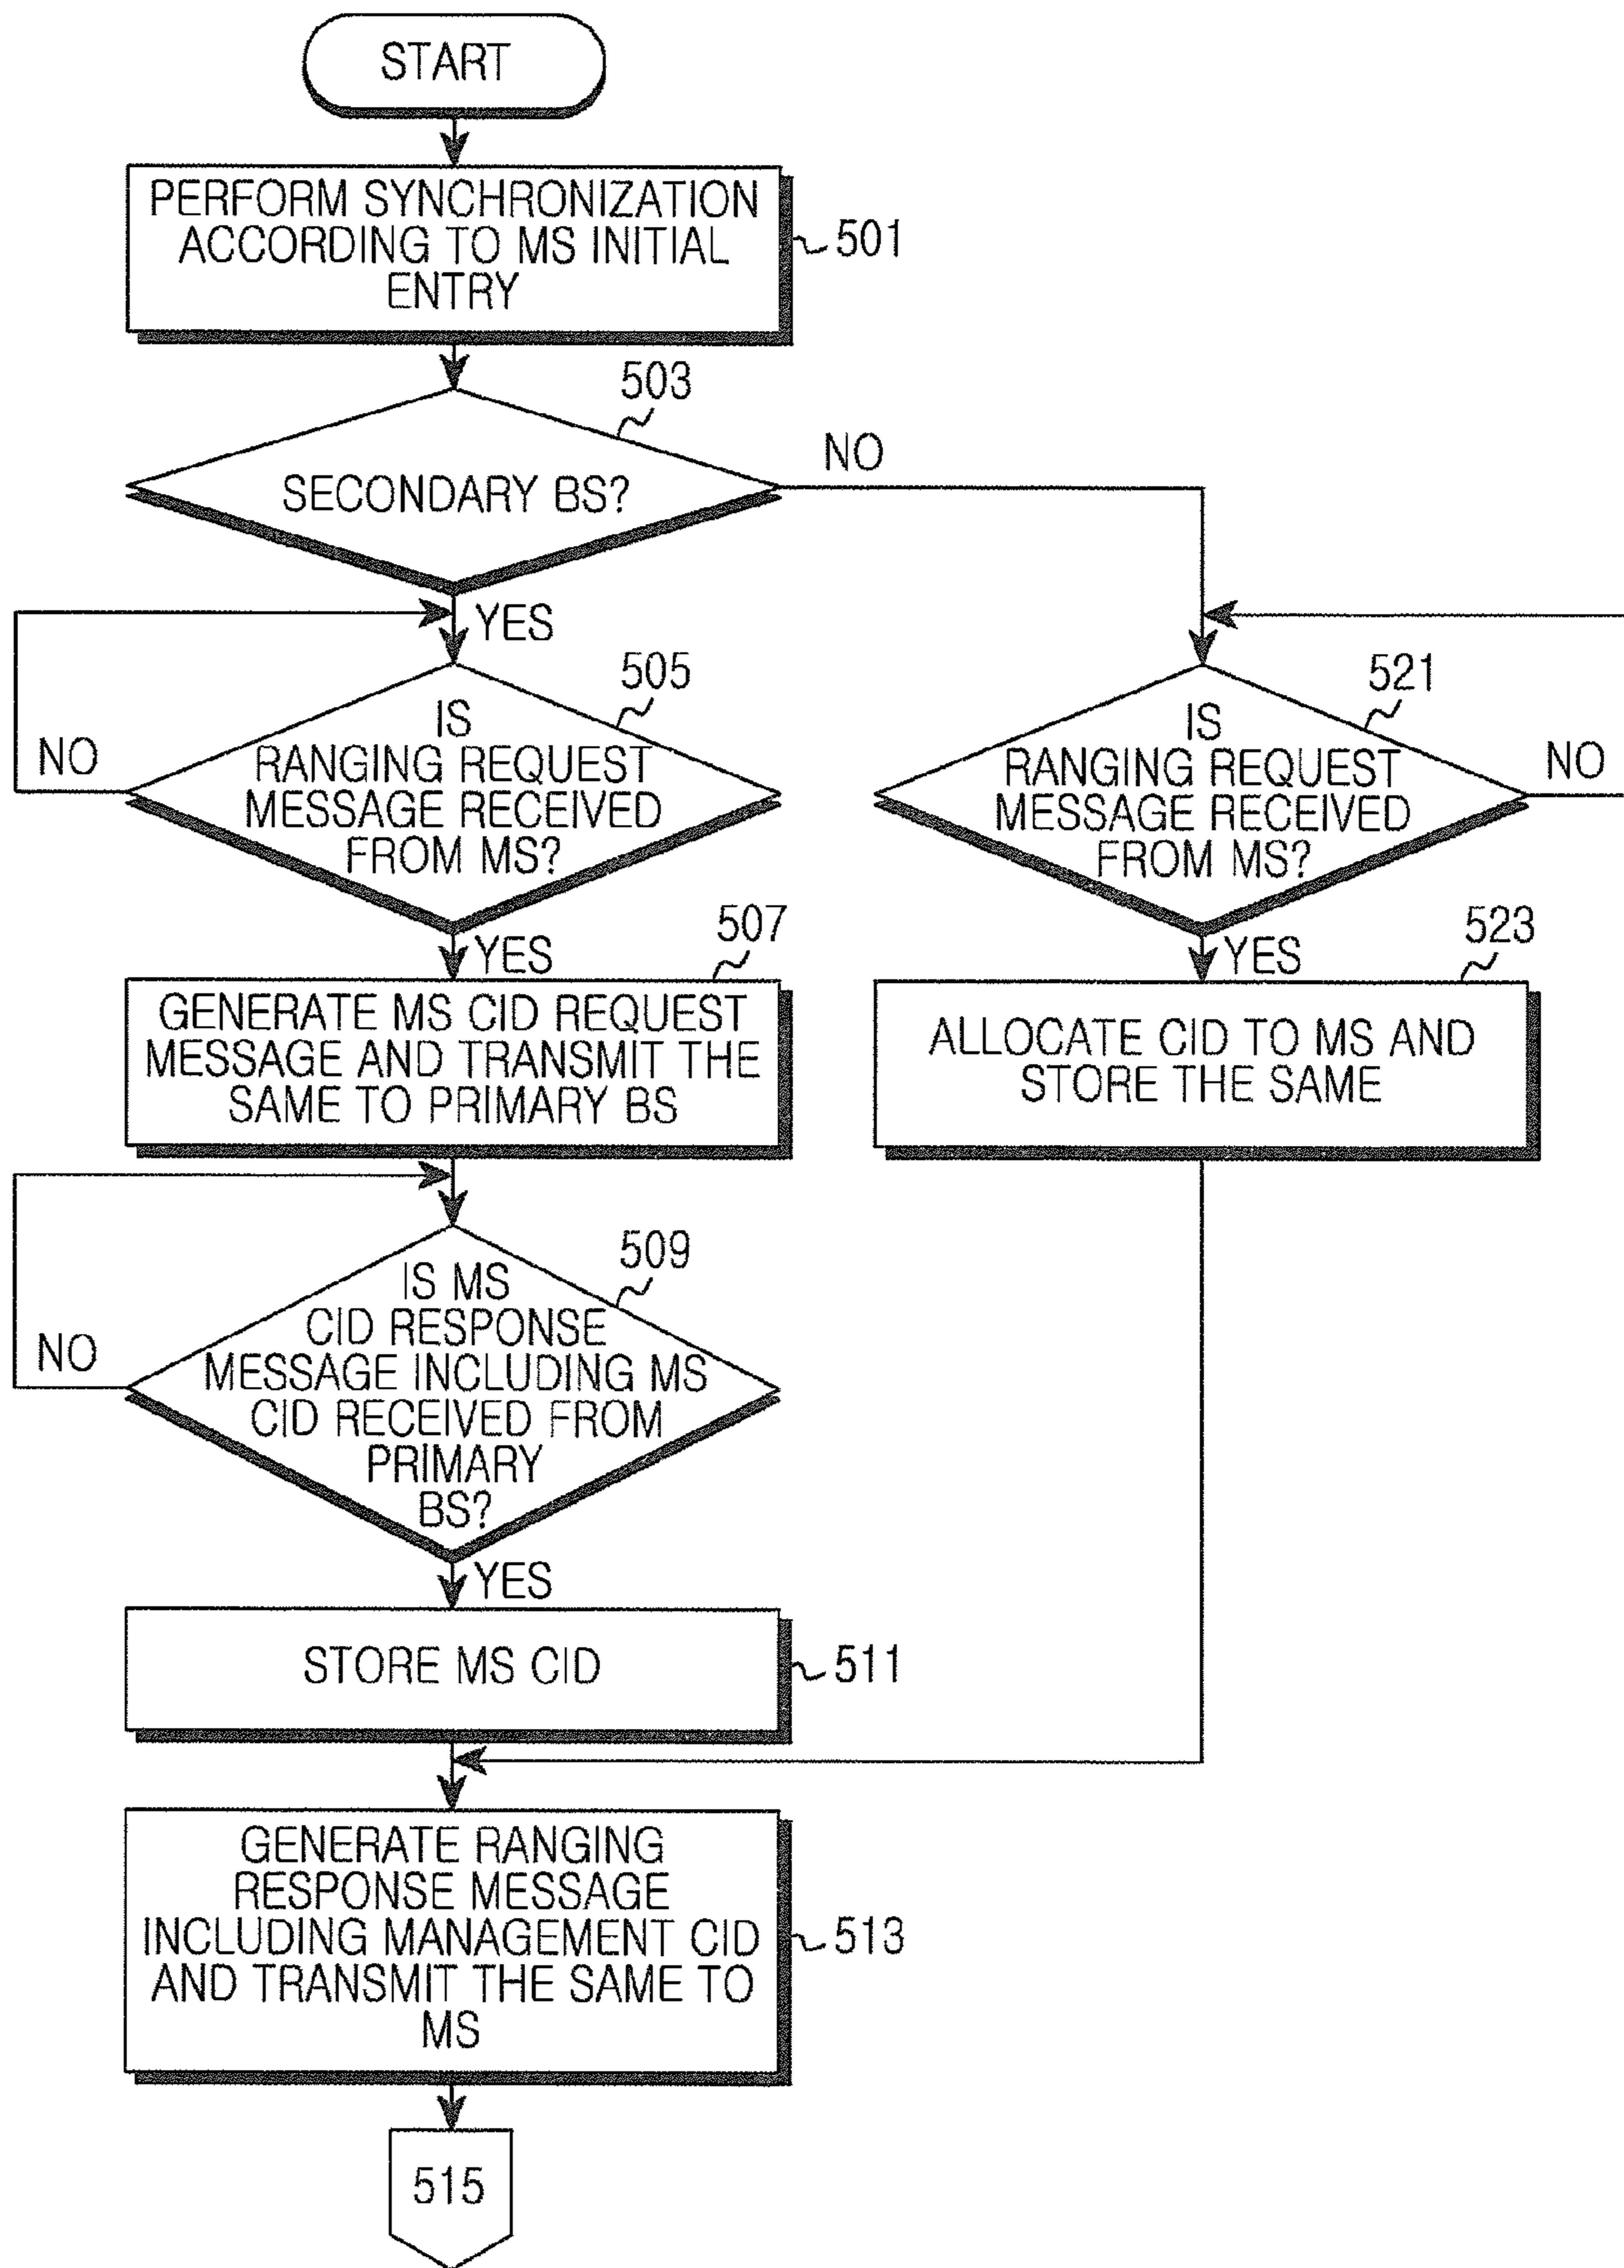 START
PERFORM SYNCHRONIZATION
ACCORDING TO MS INITIAL
ENTRY
501
503
SECONDARY BS?
NO
YES
505
IS
RANGING REQUEST
MESSAGE RECEIVED
FROM MS?
NO
YES
521
IS
RANGING REQUEST
MESSAGE RECEIVED
FROM MS?
NO
YES
507
GENERATE MS CID REQUEST
MESSAGE AND TRANSMIT THE
SAME TO PRIMARY BS
523
ALLOCATE CID TO MS AND
STORE THE SAME
509
IS MS
CID RESPONSE
MESSAGE INCLUDING MS
CID RECEIVED FROM
PRIMARY
BS?
NO
YES
STORE MS CID
511
GENERATE RANGING
RESPONSE MESSAGE
INCLUDING MANAGEMENT CID
AND TRANSMIT THE SAME TO
MS
513
515